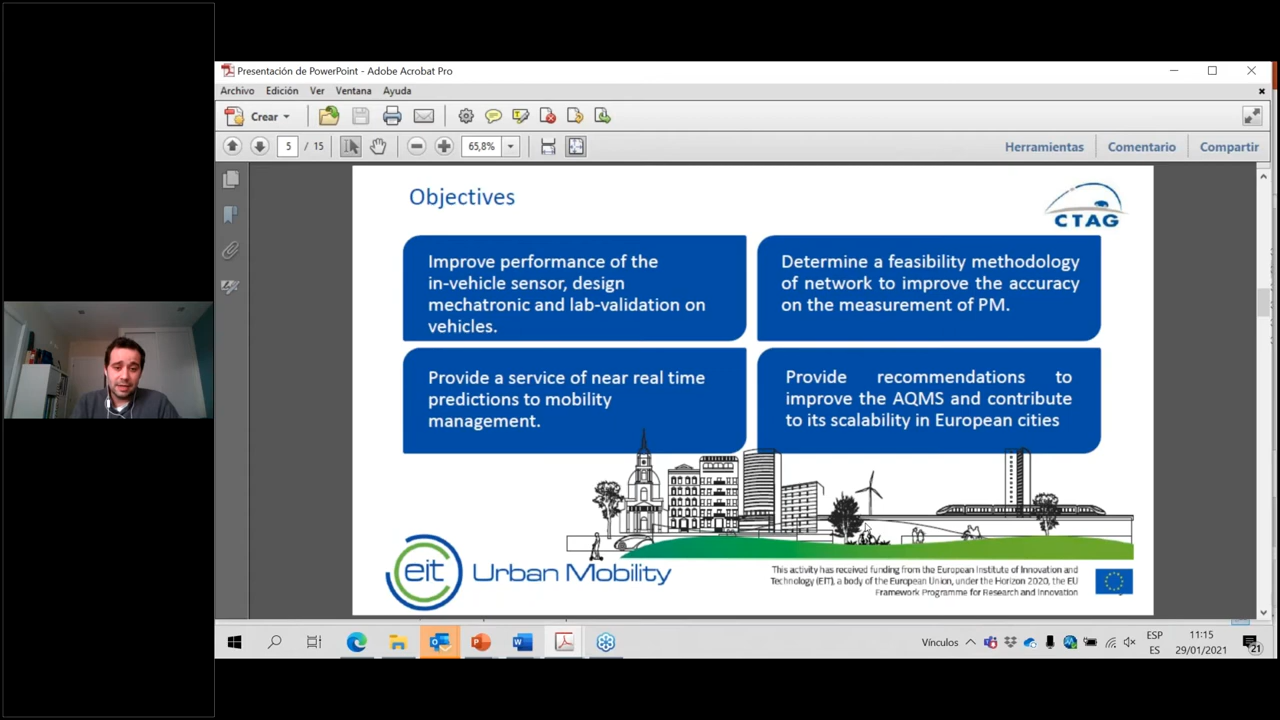 Presentación de PowerPoint - Adobe Acrobat Pro
Archivo Edición Ver Ventana Ayuda
Crear
5 / 15 65,8% Herramientas Comentario Compartir
Objectives
CTAG
Improve performance of the
in-vehicle sensor, design
mechatronic and lab-validation on
vehicles.
Determine a feasibility methodology
of network to improve the accuracy
on the measurement of PM.
Provide a service of near real time
predictions to mobility
management.
Provide recommendations to
improve the AQMS and contribute
to its scalability in European cities
eit Urban Mobility
This activity has received funding from the European Institute of Innovation and
Technology (EIT), a body of the European Union, under the Horizon 2020, the EU
Framework Programme for Research and Innovation
Vínculos
ESP
ES
11:15
29/01/2021
21